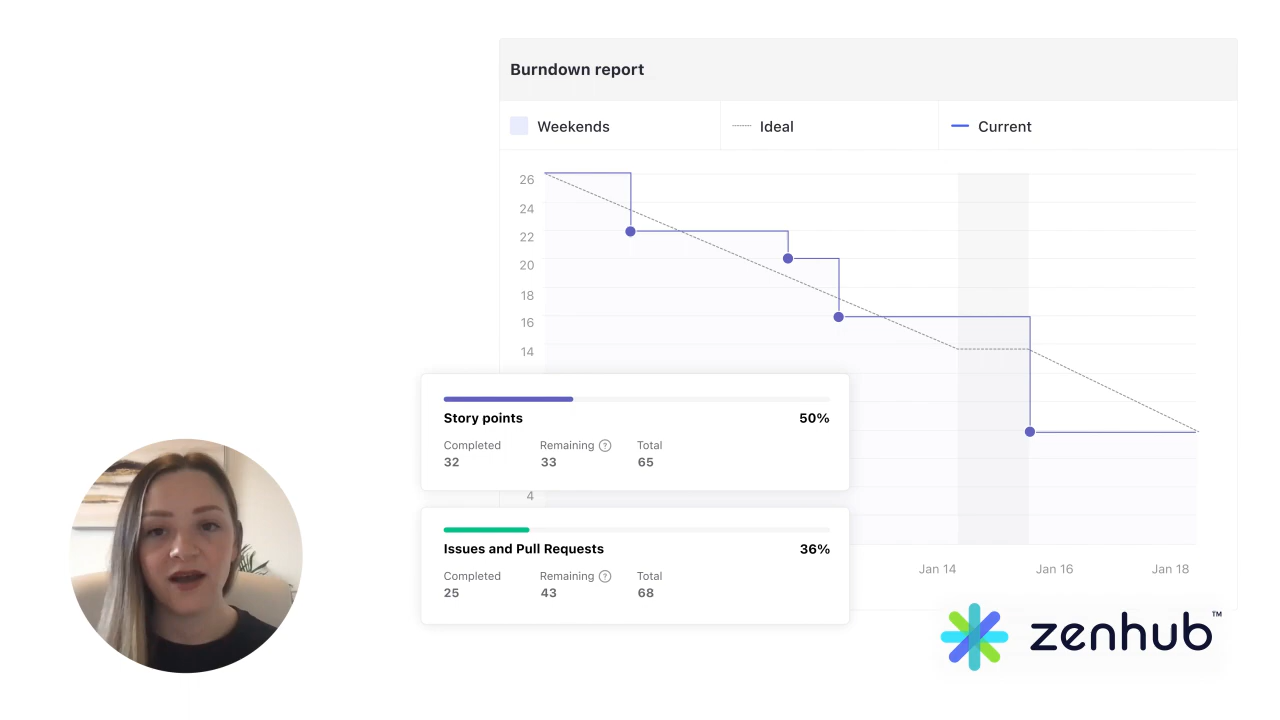 Burndown report
Weekends
Ideal
Current
26
24
22
20
18
16
14
Story points 50%
Completed Remaining ? Total
32 33 65
4
Issues and Pull Requests 36%
Completed Remaining ? Total
25 43 68
Jan 14 Jan 16 Jan 18
zenhub™